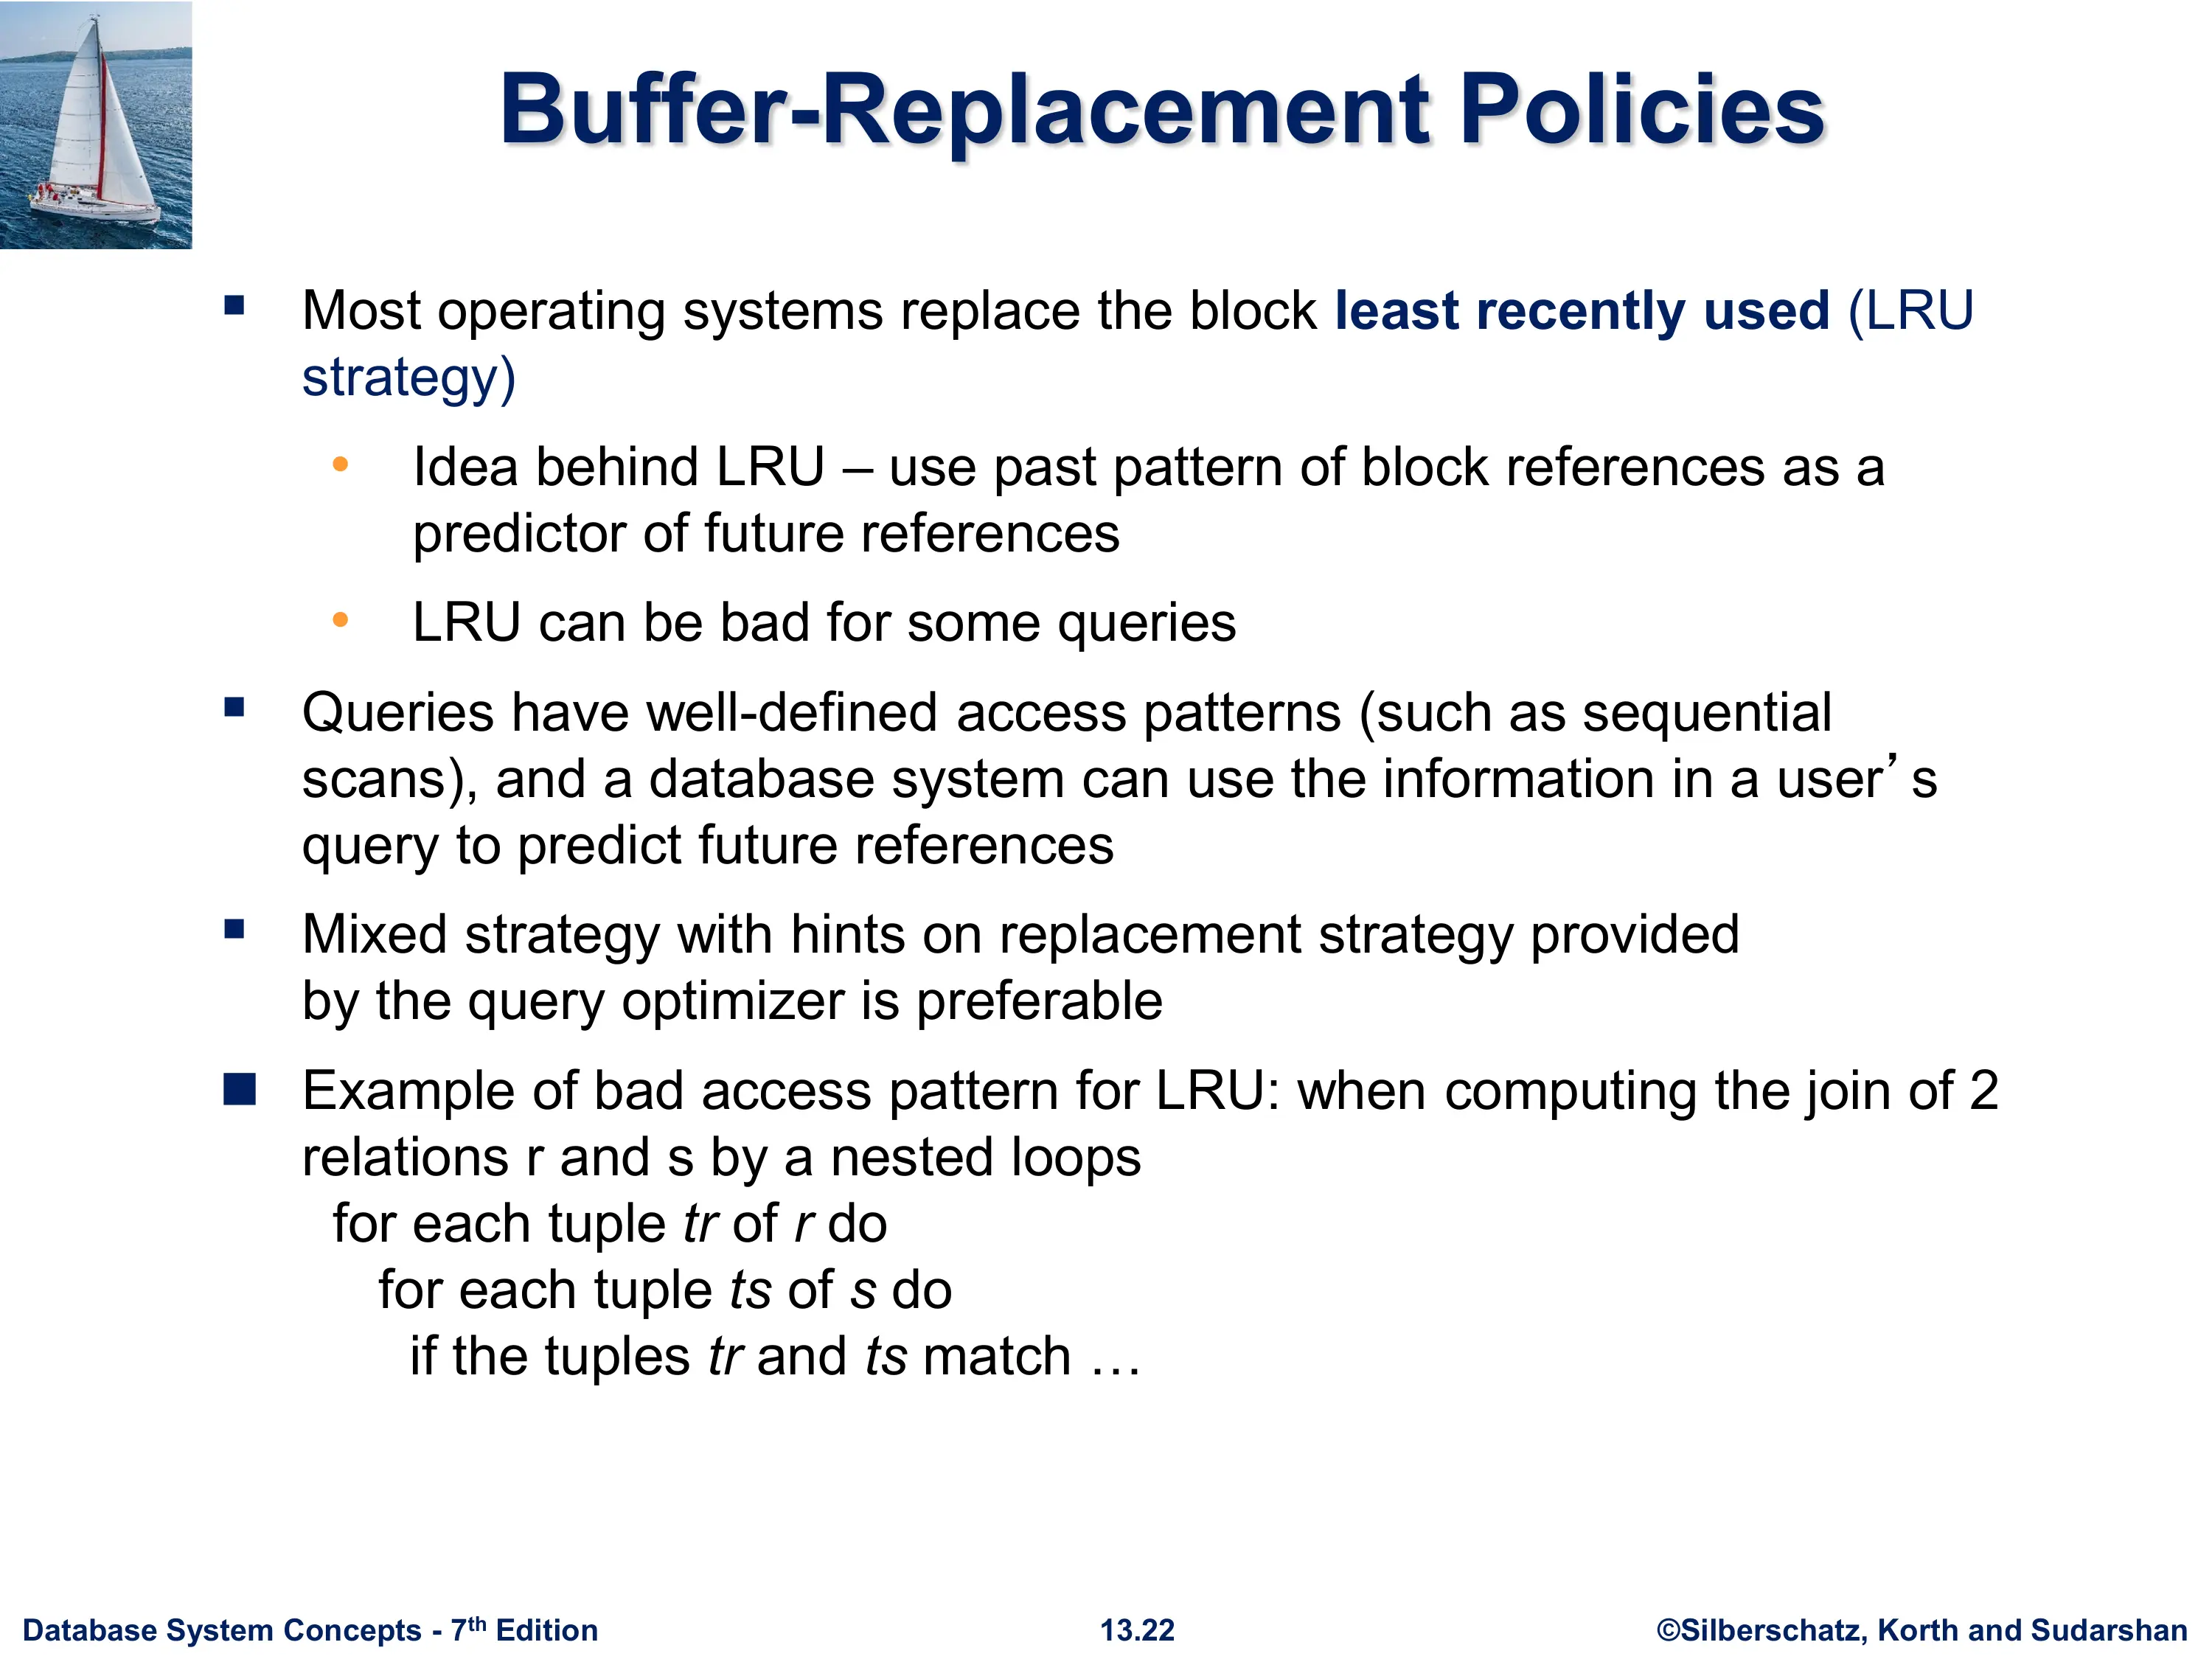 Buffer-Replacement Policies
▪ Most operating systems replace the block least recently used (LRU
strategy)
• Idea behind LRU – use past pattern of block references as a
predictor of future references
• LRU can be bad for some queries
▪ Queries have well-defined access patterns (such as sequential
scans), and a database system can use the information in a user’s
query to predict future references
▪ Mixed strategy with hints on replacement strategy provided
by the query optimizer is preferable
■ Example of bad access pattern for LRU: when computing the join of 2
relations r and s by a nested loops
for each tuple tr of r do
for each tuple ts of s do
if the tuples tr and ts match …
Database System Concepts - 7th Edition
13.22
©Silberschatz, Korth and Sudarshan